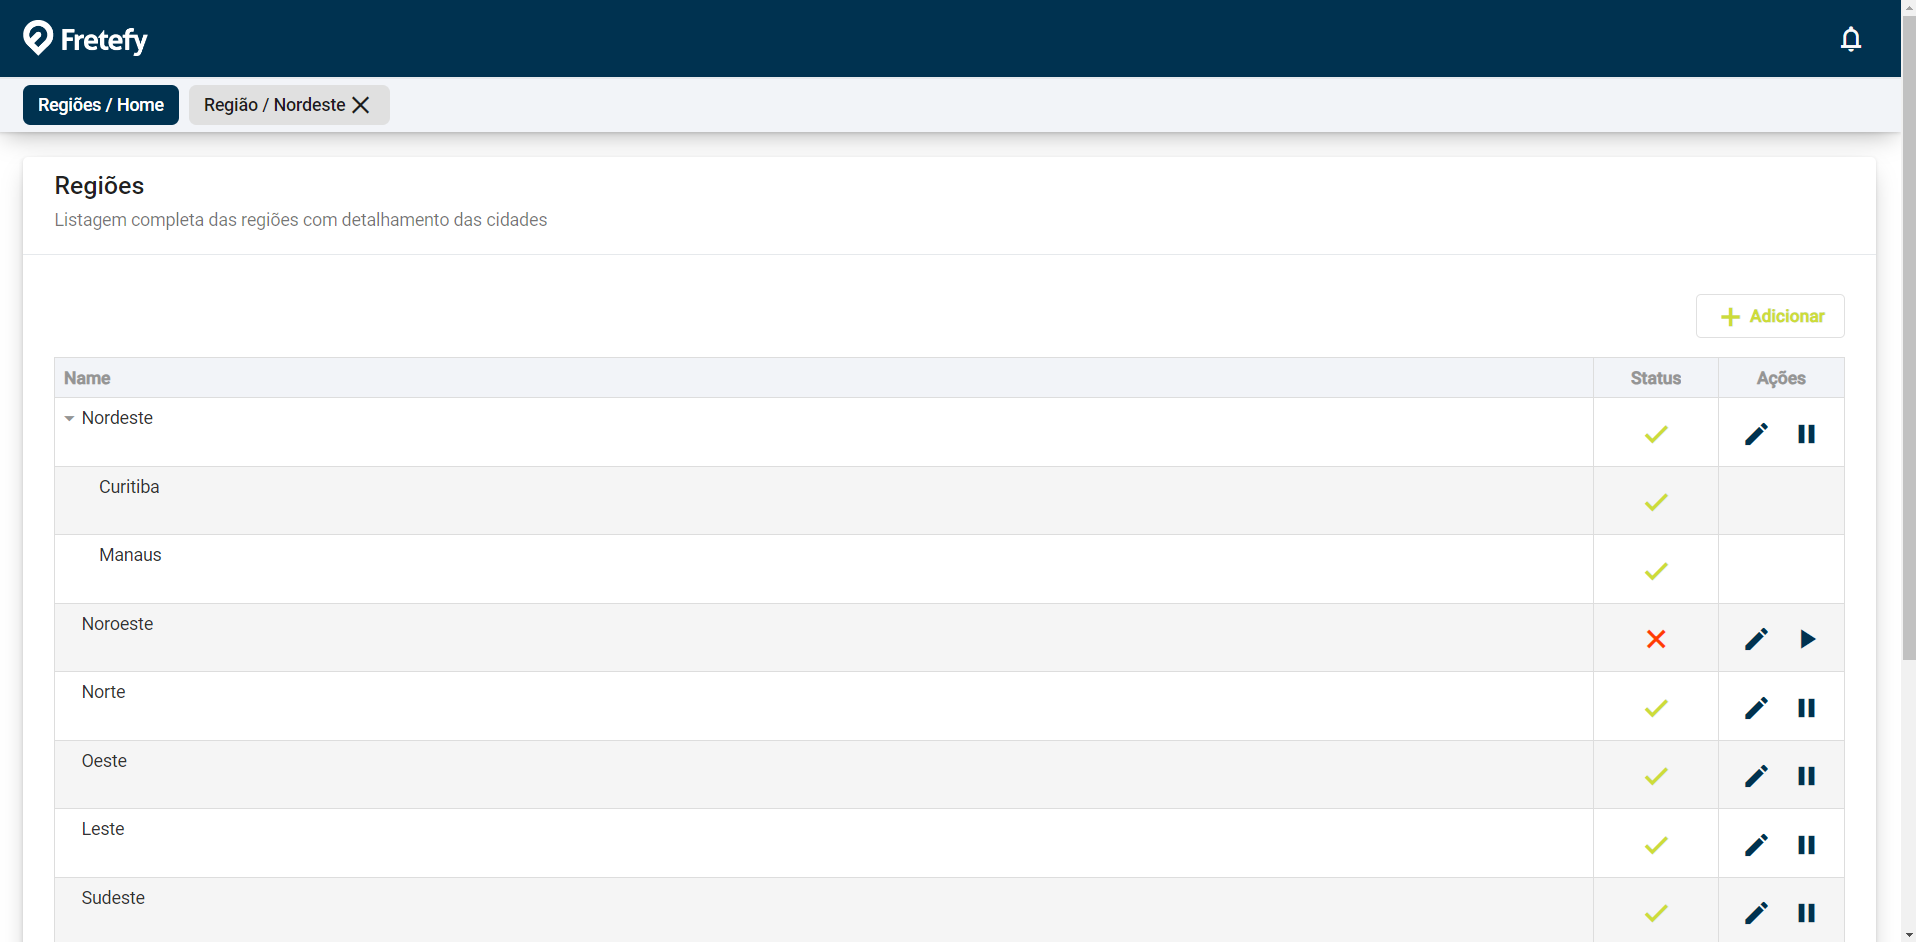 Fretefy
Regiões / Home
Região / Nordeste
Regiões
Listagem completa das regiões com detalhamento das cidades
Adicionar
Name Status Ações
Nordeste
Curitiba
Manaus
Noroeste
Norte
Oeste
Leste
Sudeste